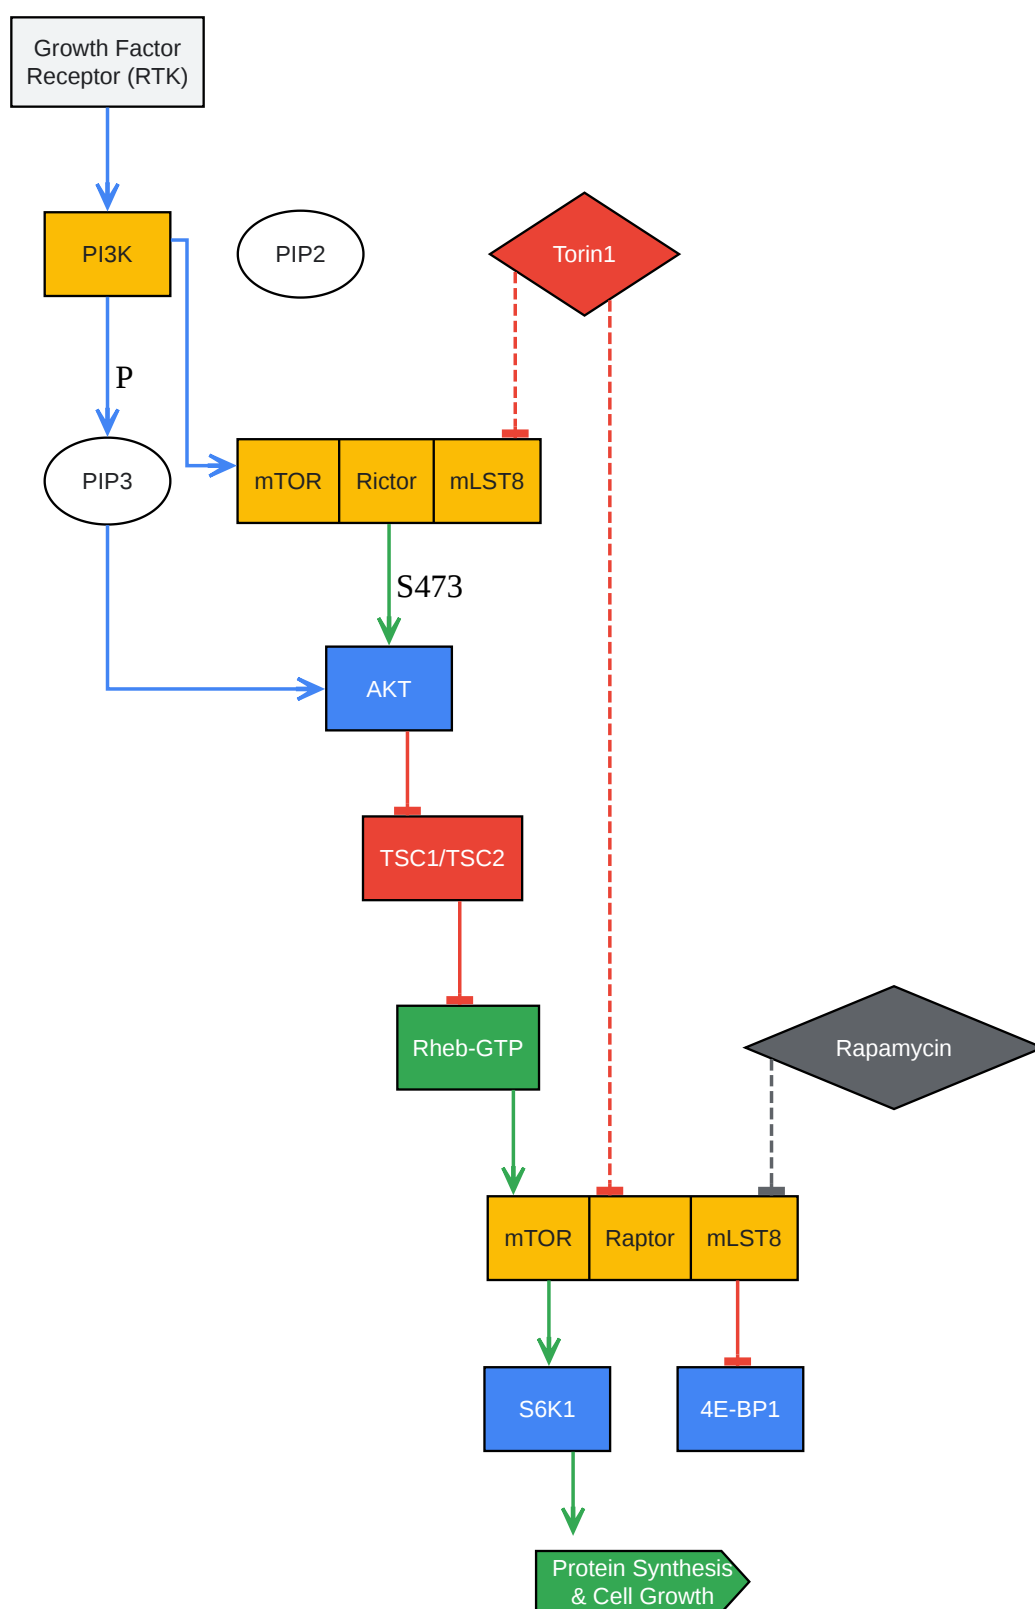 Growth Factor
Receptor (RTK)
PI3K
PIP2
Torin1
P
PIP3
mTOR
Rictor
mLST8
S473
AKT
TSC1/TSC2
Rheb-GTP
Rapamycin
mTOR
Raptor
mLST8
S6K1
4E-BP1
Protein Synthesis
& Cell Growth